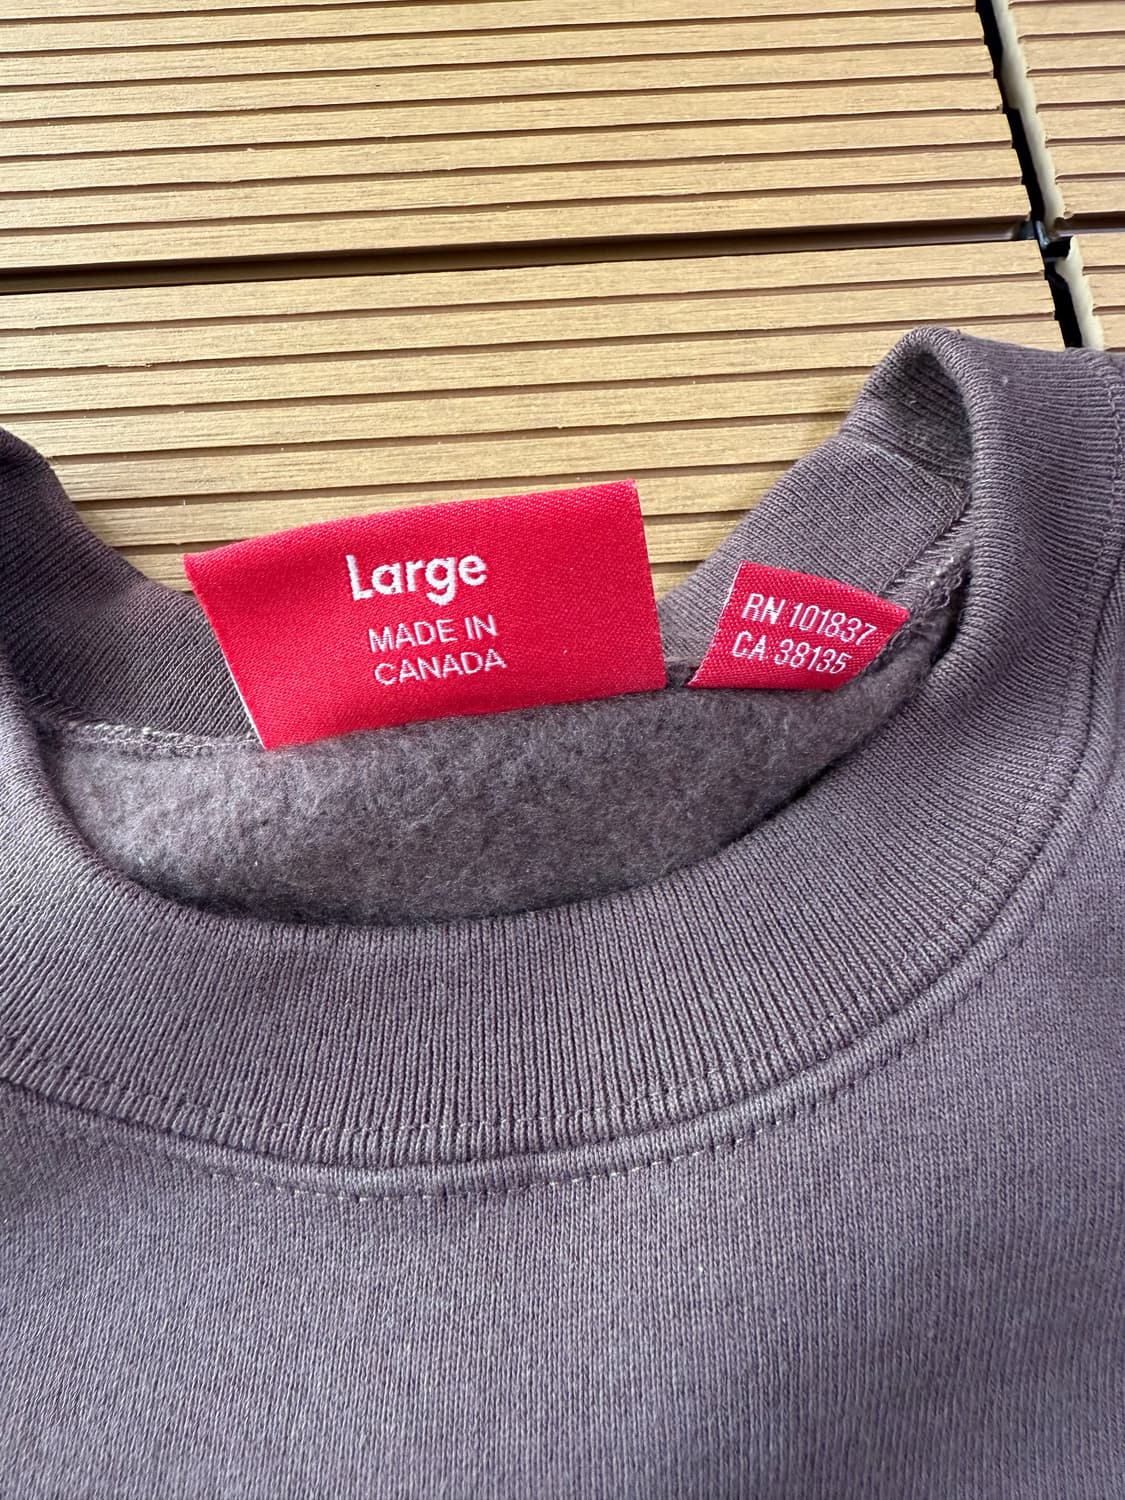 Large
MADE IN
CANADA
RN 101837
CA 38135